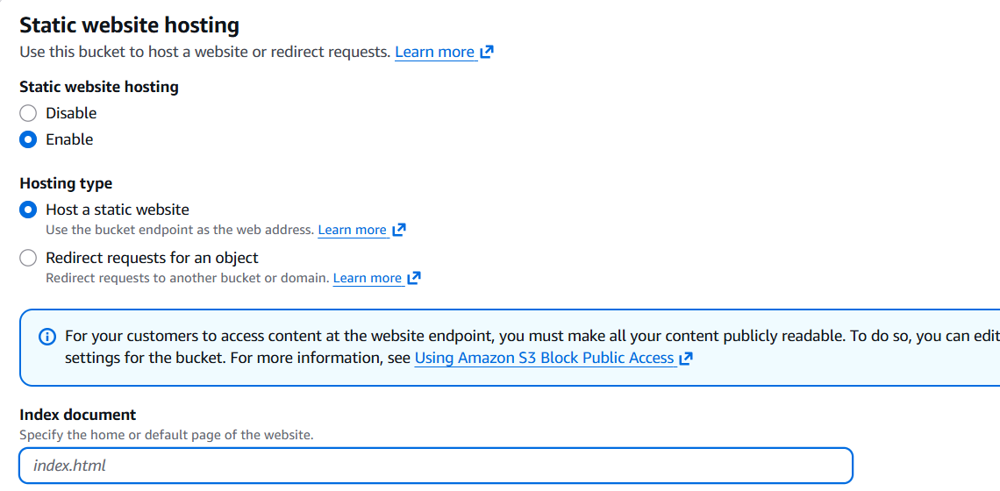 Static website hosting
Use this bucket to host a website or redirect requests. Learn more
Static website hosting
Disable
Enable
Hosting type
Host a static website
Use the bucket endpoint as the web address. Learn more
Redirect requests for an object
Redirect requests to another bucket or domain. Learn more
For your customers to access content at the website endpoint, you must make all your content publicly readable. To do so, you can edit
settings for the bucket. For more information, see Using Amazon S3 Block Public Access
Index document
Specify the home or default page of the website.
index.html